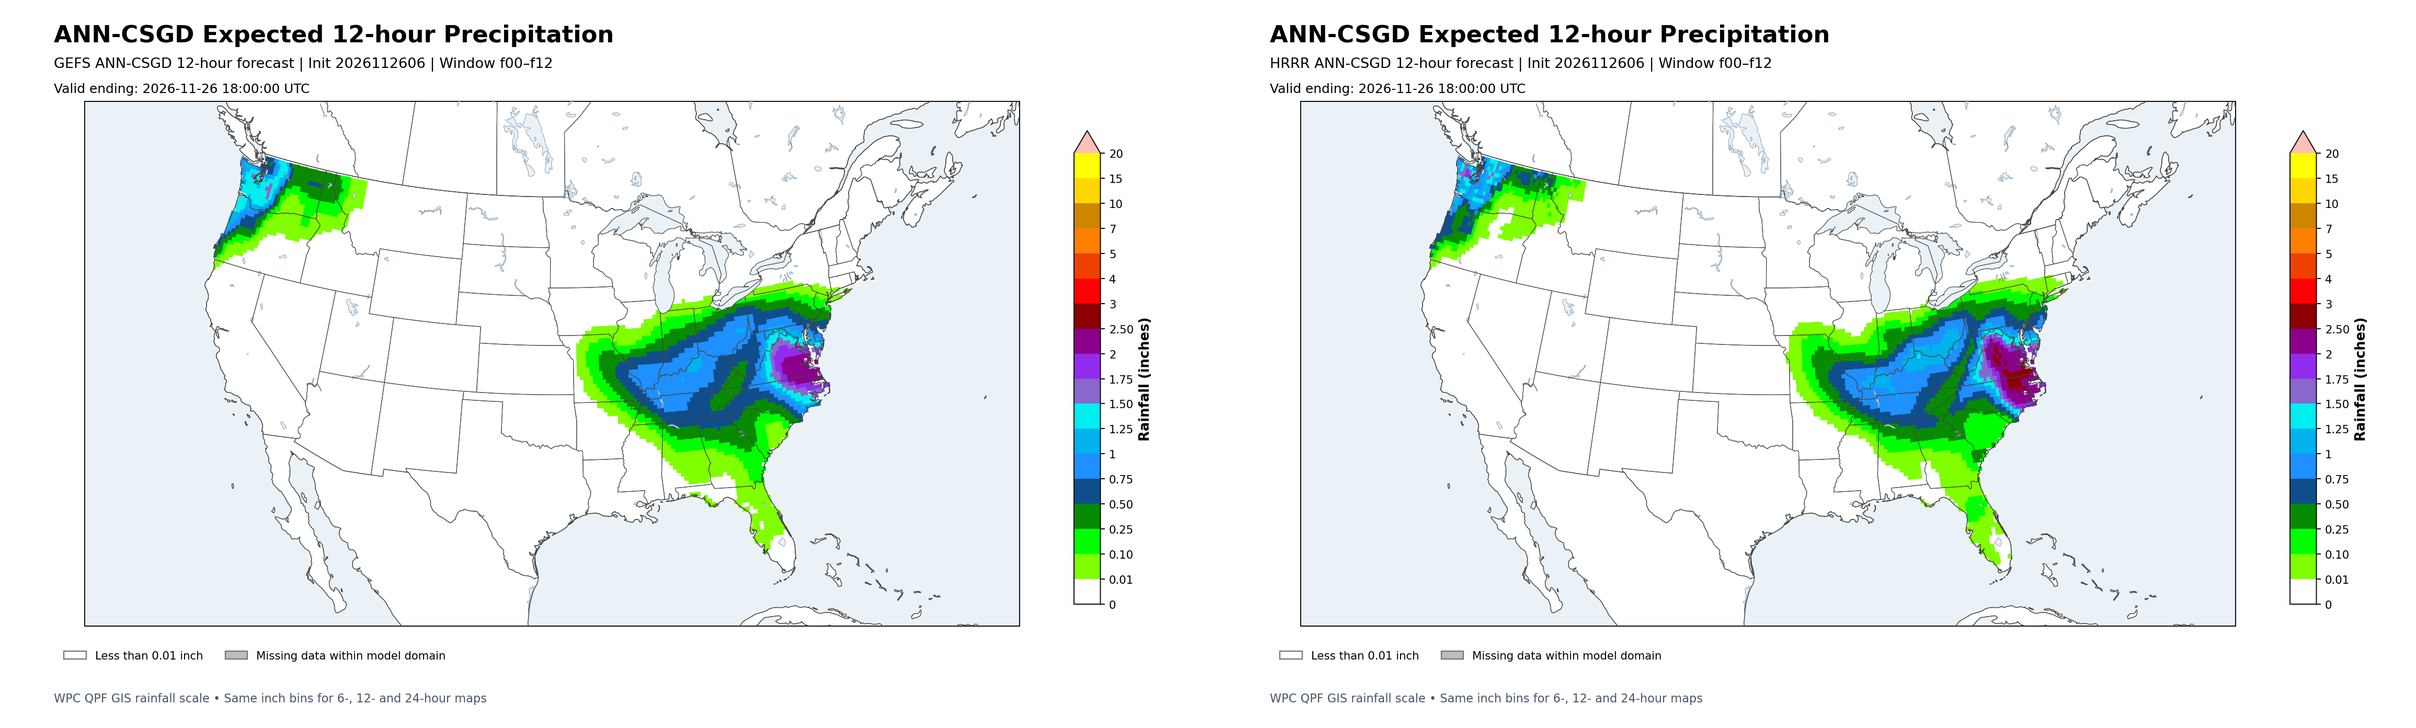 ANN-CSGD Expected 12-hour Precipitation
GEFS ANN-CSGD 12-hour forecast | Init 2026112606 | Window f00–f12
Valid ending: 2026-11-26 18:00:00 UTC
20
15
10
7
5
4
3
2.50
2
1.75
1.50
1.25
1
0.75
0.50
0.25
0.10
0.01
0
Rainfall (inches)
Less than 0.01 inch
Missing data within model domain
WPC QPF GIS rainfall scale • Same inch bins for 6-, 12- and 24-hour maps
ANN-CSGD Expected 12-hour Precipitation
HRRR ANN-CSGD 12-hour forecast | Init 2026112606 | Window f00–f12
Valid ending: 2026-11-26 18:00:00 UTC
20
15
10
7
5
4
3
2.50
2
1.75
1.50
1.25
1
0.75
0.50
0.25
0.10
0.01
0
Rainfall (inches)
Less than 0.01 inch
Missing data within model domain
WPC QPF GIS rainfall scale • Same inch bins for 6-, 12- and 24-hour maps